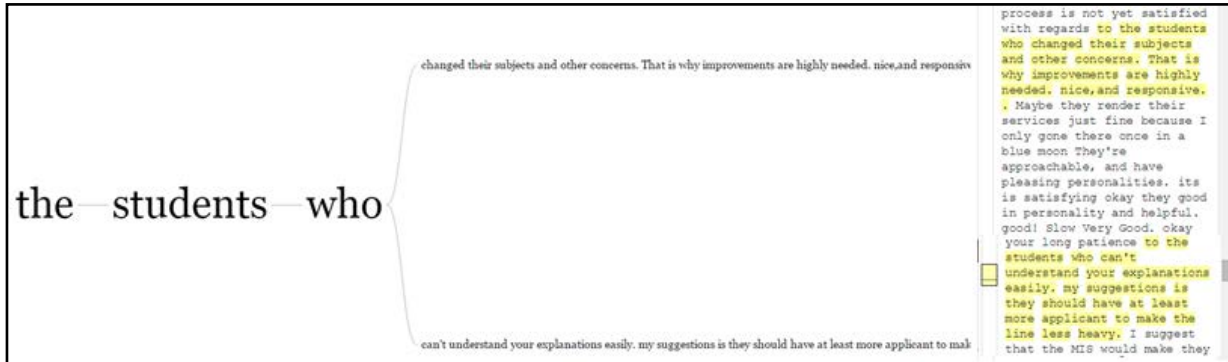 the students who
changed their subjects and other concerns. That is why improvements are highly needed. nice,and responsive
can't understand your explanations easily. my suggestions is they should have at least more applicant to mak
process is not yet satisfied
with regards to the students
who changed their subjects
and other concerns. That is
why improvements are highly
needed. nice,and responsive.
. Maybe they render their
services just fine because I
only gone there once in a
blue moon They're
approachable, and have
pleasing personalities. its
is satisfying okay they good
in personality and helpful.
good! Slow Very Good. okay
your long patience to the
students who can't
understand your explanations
easily. my suggestions is
they should have at least
more applicant to make the
line less heavy. I suggest
that the MIS would make they